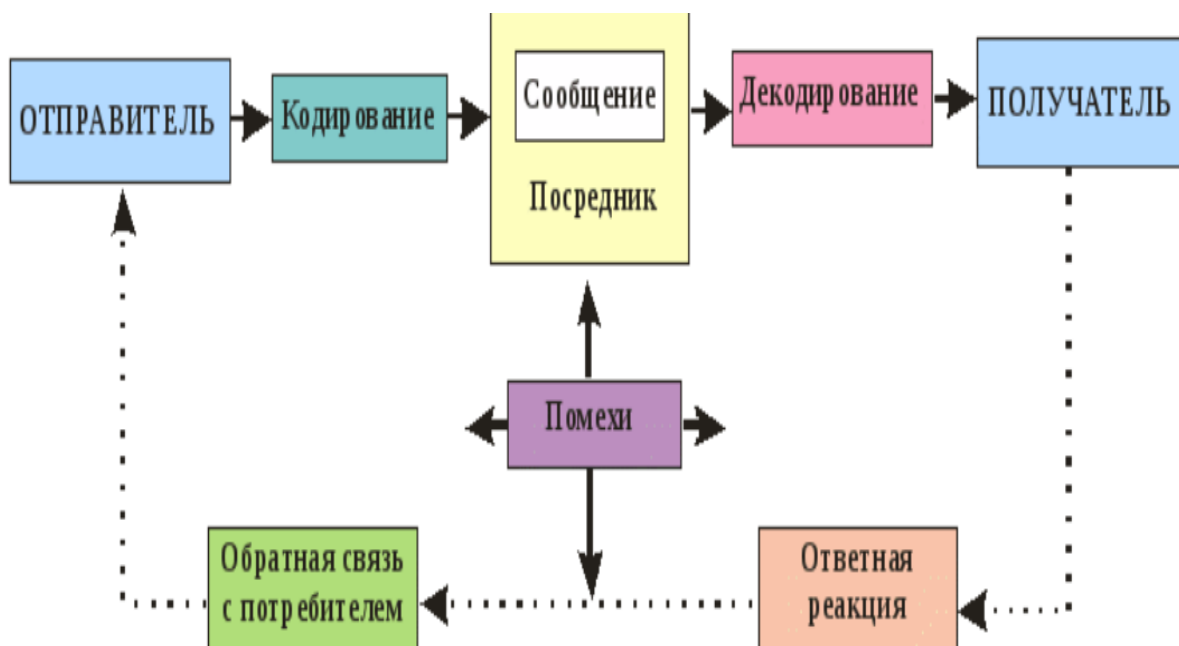 ОТПРАВИТЕЛЬ
Кодирование
Сообщение
Посредник
Декодирование
ПОЛУЧАТЕЛЬ
Помехи
Обратная связь
с потребителем
Ответная
реакция